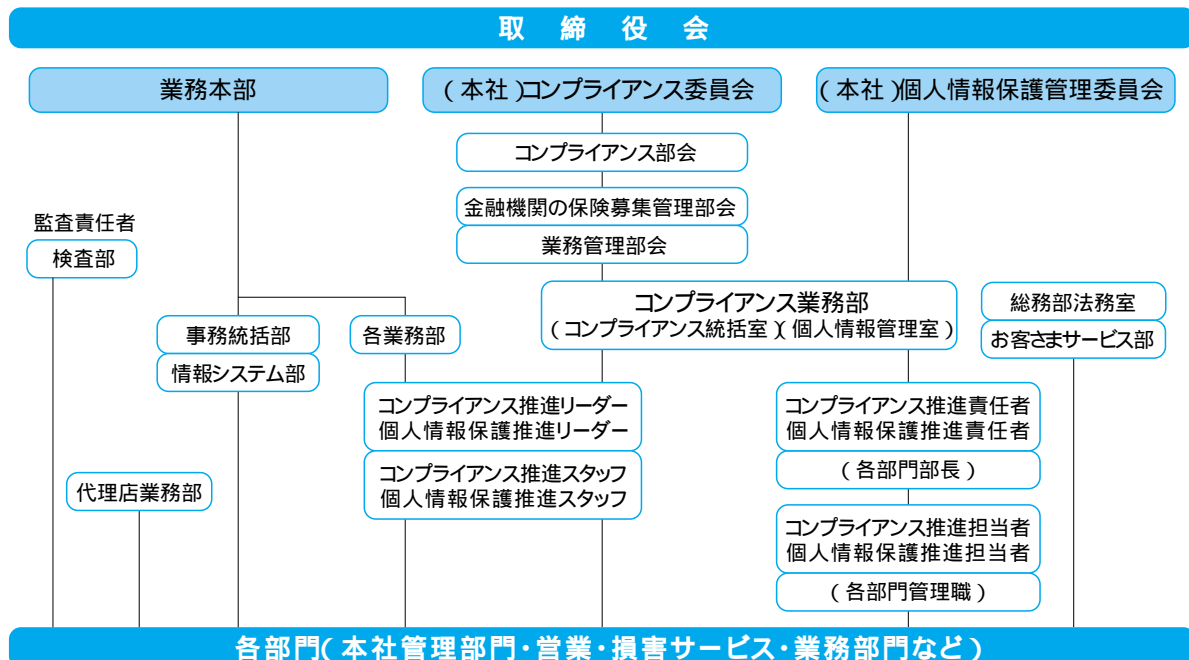 取締役会
業務本部
(本社)コンプライアンス委員会
(本社)個人情報保護管理委員会
コンプライアンス部会
金融機関の保険募集管理部会
業務管理部会
監査責任者
検査部
コンプライアンス業務部
(コンプライアンス統括室)(個人情報管理室)
総務部法務室
お客さまサービス部
事務統括部
情報システム部
各業務部
コンプライアンス推進リーダー
個人情報保護推進リーダー
コンプライアンス推進スタッフ
個人情報保護推進スタッフ
コンプライアンス推進責任者
個人情報保護推進責任者
(各部門部長)
代理店業務部
コンプライアンス推進担当者
個人情報保護推進担当者
(各部門管理職)
各部門(本社管理部門・営業・損害サービス・業務部門など)